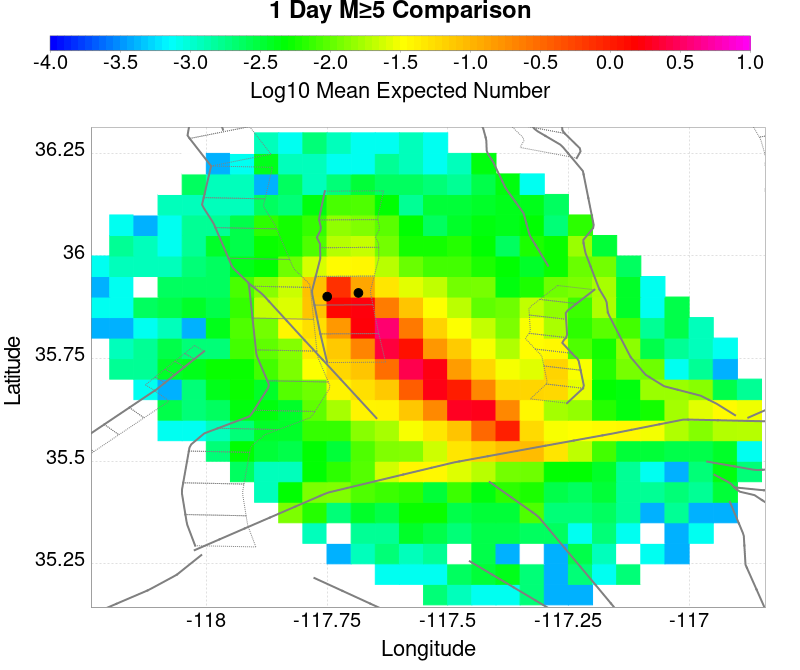 1 Day M≥5 Comparison
-4.0 -3.5 -3.0 -2.5 -2.0 -1.5 -1.0 -0.5 0.0 0.5 1.0
Log10 Mean Expected Number
36.25
36
35.75
35.5
35.25
Latitude
-118 -117.75 -117.5 -117.25 -117
Longitude